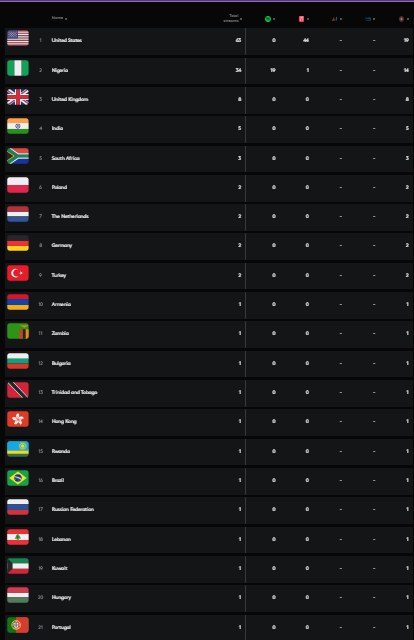 Name
Total
1 United States 63 0 44 - - 19
2 Nigeria 34 19 1 - - 14
3 United Kingdom 8 0 0 - - 8
4 India 5 0 0 - - 5
5 South Africa 3 0 0 - - 3
6 Poland 2 0 0 - - 2
7 The Netherlands 2 0 0 - - 2
8 Germany 2 0 0 - - 2
9 Turkey 2 0 0 - - 2
10 Armenia 1 0 0 - - 1
11 Zambia 1 0 0 - - 1
12 Bulgaria 1 0 0 - - 1
13 Trinidad and Tobago 1 0 0 - - 1
14 Hong Kong 1 0 0 - - 1
15 Rwanda 1 0 0 - - 1
16 Brazil 1 0 0 - - 1
17 Russian Federation 1 0 0 - - 1
18 Lebanon 1 0 0 - - 1
19 Kuwait 1 0 0 - - 1
20 Hungary 1 0 0 - - 1
21 Portugal 1 0 0 - - 1